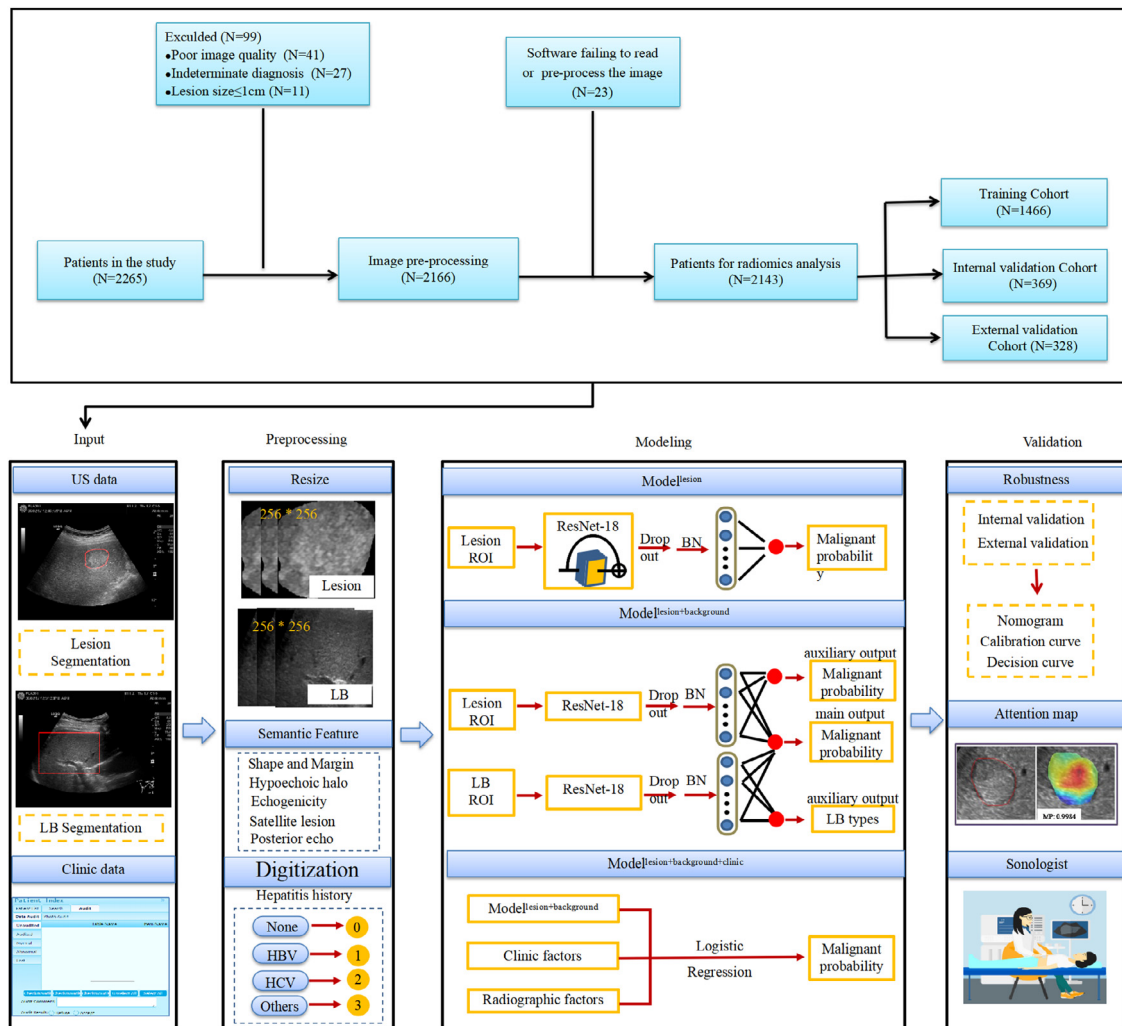 Exculded (N=99)
●Poor image quality (N=41)
●Indeterminate diagnosis (N=27)
●Lesion size≤1cm (N=11)
Software failing to read
or pre-process the image
(N=23)
Patients in the study
(N=2265)
Image pre-processing
(N=2166)
Patients for radiomics analysis
(N=2143)
Training Cohort
(N=1466)
Internal validation Cohort
(N=369)
External validation
Cohort (N=328)
Input
Preprocessing
Modeling
Validation
US data
Lesion
Segmentation
LB Segmentation
Clinic data
Patient Index
Resize
256 * 256
Lesion
256 * 256
LB
Semantic Feature
Shape and Margin
Hypoechoic halo
Echogenicity
Satellite lesion
Posterior echo
Digitization
Hepatitis history
None
0
HBV
1
HCV
2
Others
3
Modellesion
Lesion
ROI
ResNet-18
Drop
out
BN
Malignant
probabilit
y
Modellesion+background
Lesion
ROI
ResNet-18
Drop
out
BN
auxiliary output
Malignant
probability
main output
Malignant
probability
LB
ROI
ResNet-18
Drop
out
BN
auxiliary output
LB types
Modellesion+background+clinic
Modellesion+background
Clinic factors
Radiographic factors
Logistic
Regression
Malignant
probability
Robustness
Internal validation
External validation
Nomogram
Calibration curve
Decision curve
Attention map
MP: 0.9984
Sonologist